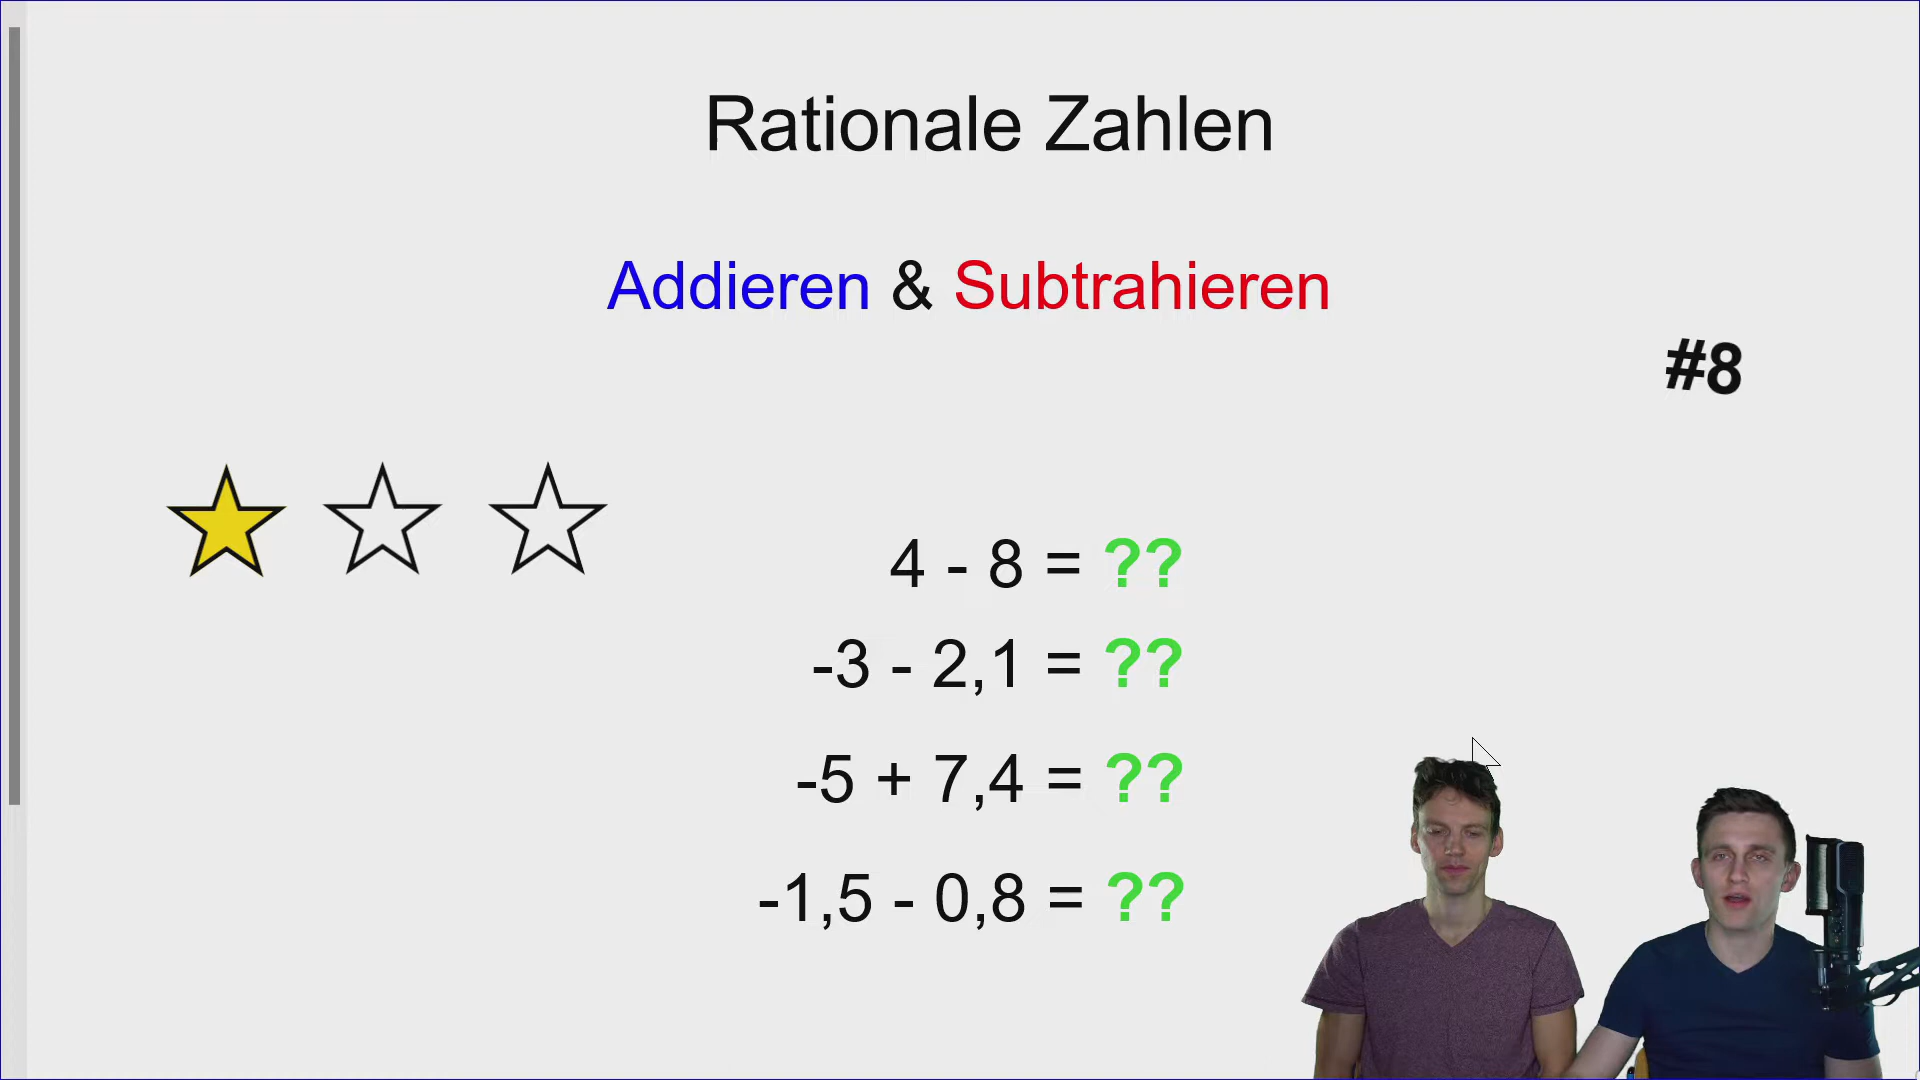 Rationale Zahlen
Addieren & Subtrahieren
#8
4 - 8 = ??
-3 - 2,1 = ??
-5 + 7,4 = ??
-1,5 - 0,8 = ??